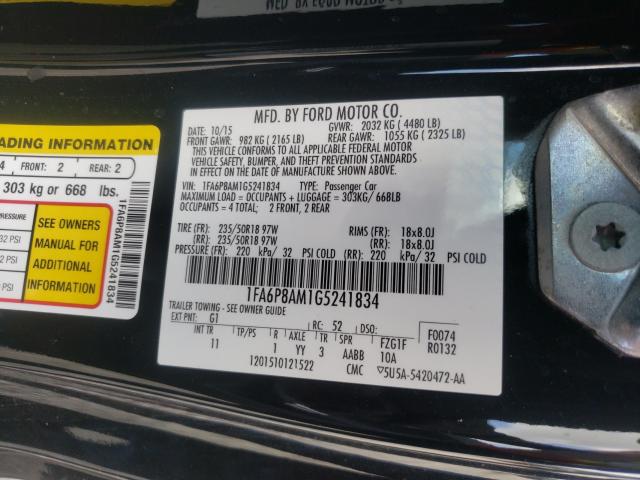 MFD. BY FORD MOTOR CO.
10/15 GVWR: 2032 KG ( 4480 LB)
FRONT GAWR: 982 KG ( 2165 LB) REAR GAWR: 1055 KG ( 2325 LB)
THIS VEHICLE CONFORMS TO ALL APPLICABLE FEDERAL MOTOR VEHICLE
SAFETY, BUMPER, AND THEFT PREVENTION STANDARDS
IN EFFECT ON THE DATE OF MANUFACTURE SHOWN ABOVE.
VIN: 1FA6P8AM1G5241834 TYPE: Passenger Car
MAXIMUM LOAD = OCCUPANTS + LUGGAGE = 303KG/ 668LB
OCCUPANTS = 4 TOTAL; 2 FRONT, 2 REAR
TIRE (FR): 235/50R18 97W RIMS (FR): 18x8.0J
(RR): 235/50R18 97W (RR): 18x8.0J
PRESSURE (FR): 220 kPa/ 32 PSI COLD (RR): 220 kPa/ 32 PSI COLD
1FA6P8AM1G5241834
TRAILER TOWING - SEE OWNER GUIDE
EXT PNT: G1 RC: 52 DSO: F0074
INT TR TP/PS R AXLE TR SPR FZG1F R0132
11 1 YY 3 AABB 10A
1201510121522 CMC 5U5A-5420472-AA
ADING INFORMATION
4 FRONT: 2 REAR: 2
303 kg or 668 lbs.
PRESSURE
PSI
PSI
SEE OWNERS
MANUAL FOR
ADDITIONAL
INFORMATION
1FA6P8AM1G5241834